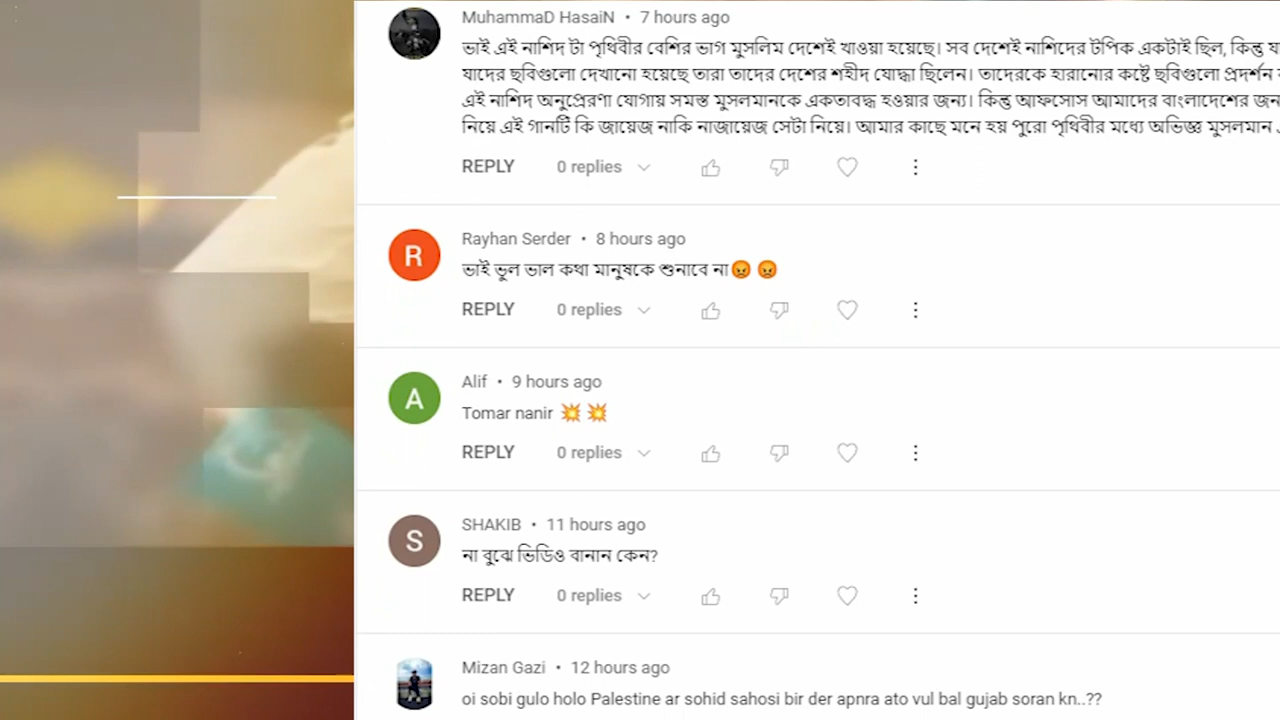 MuhammaD HasaiN • 7 hours ago
ভাই এই নাশিদ টা পৃথিবীর বেশির ভাগ মুসলিম দেশেই খাওয়া হয়েছে। সব দেশেই নাশিদের টপিক একটাই ছিল, কিন্তু
যাদের ছবিগুলো দেখানো হয়েছে তারা তাদের দেশের শহীদ যোদ্ধা ছিলেন। তাদেরকে হারানোর কষ্টে ছবিগুলো প্রদর্শন
এই নাশিদ অনুপ্রেরণা যোগায় সমস্ত মুসলমানকে একতাবদ্ধ হওয়ার জন্য। কিন্তু আফসোস আমাদের বাংলাদেশের
নিয়ে এই গানটি কি জায়েজ নাকি নাজায়েজ সেটা নিয়ে। আমার কাছে মনে হয় পুরো পৃথিবীর মধ্যে অভিজ্ঞ মুসলমান
REPLY 0 replies
Rayhan Serder • 8 hours ago
ভাই ভুল ভাল কথা মানুষকে শুনাবে না😡 😡
REPLY 0 replies
A
Alif • 9 hours ago
Tomar nanir 💥 💥
REPLY 0 replies
S
SHAKIB • 11 hours ago
না বুঝে ভিডিও বানান কেন?
REPLY 0 replies
Mizan Gazi • 12 hours ago
oi sobi gulo holo Palestine ar sohid sahosi bir der apnra ato vul bal gujab soran kn..??